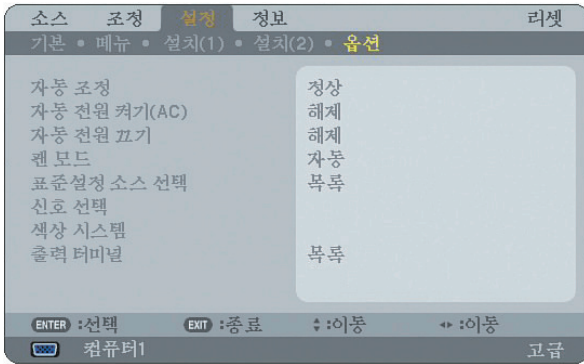 소스 조정 설정 정보 리셋
기본 • 메뉴 • 설치(1) • 설치(2) • 옵션
자동 조정 정상
자동 전원 켜기(AC) 해제
자동 전원 끄기 해제
팬 모드 자동
표준설정 소스 선택 목록
신호 선택
색상 시스템
출력 터미널 목록
ENTER :선택 EXIT :종료 :이동 :이동
컴퓨터1 고급